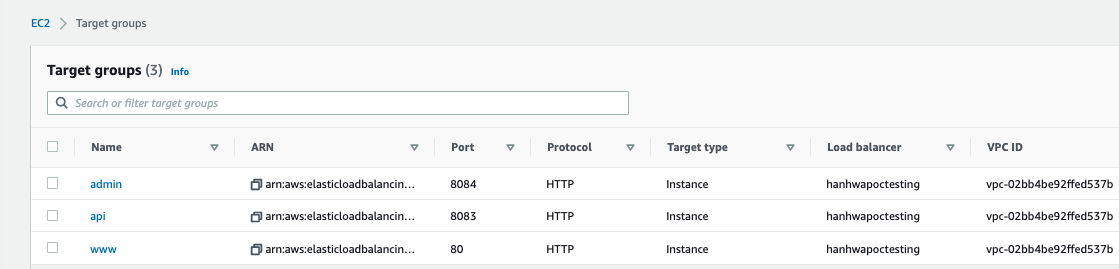 EC2 > Target groups
Target groups (3) Info
Search or filter target groups
Name ARN Port Protocol Target type Load balancer VPC ID
admin arn:aws:elasticloadbalancin... 8084 HTTP Instance hanhwapoctesting vpc-02bb4be92ffed537b
api arn:aws:elasticloadbalancin... 8083 HTTP Instance hanhwapoctesting vpc-02bb4be92ffed537b
www arn:aws:elasticloadbalancin... 80 HTTP Instance hanhwapoctesting vpc-02bb4be92ffed537b